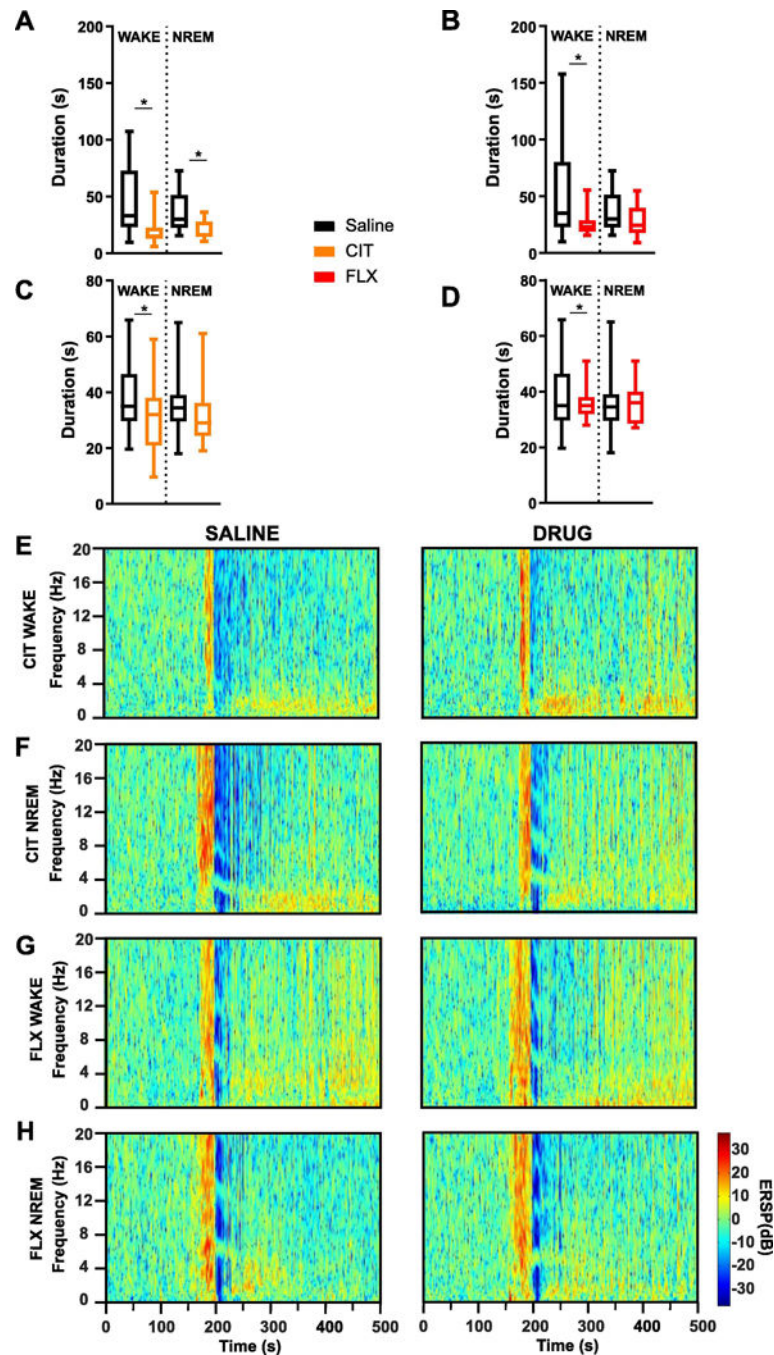 A
B
WAKE NREM
WAKE NREM
200
150
100
50
0
Duration (s)
*
*
200
150
100
50
0
Duration (s)
*
Saline
CIT
FLX
C
D
WAKE NREM
WAKE NREM
80
60
40
20
0
Duration (s)
*
80
60
40
20
0
Duration (s)
*
SALINE
DRUG
E
CIT WAKE
Frequency (Hz)
20
16
12
8
4
0
F
CIT NREM
Frequency (Hz)
20
16
12
8
4
0
G
FLX WAKE
Frequency (Hz)
20
16
12
8
4
0
H
FLX NREM
Frequency (Hz)
20
16
12
8
4
0
30
20
10
0
-10
-20
-30
ERSP(dB)
0 100 200 300 400 500
0 100 200 300 400 500
Time (s)
Time (s)